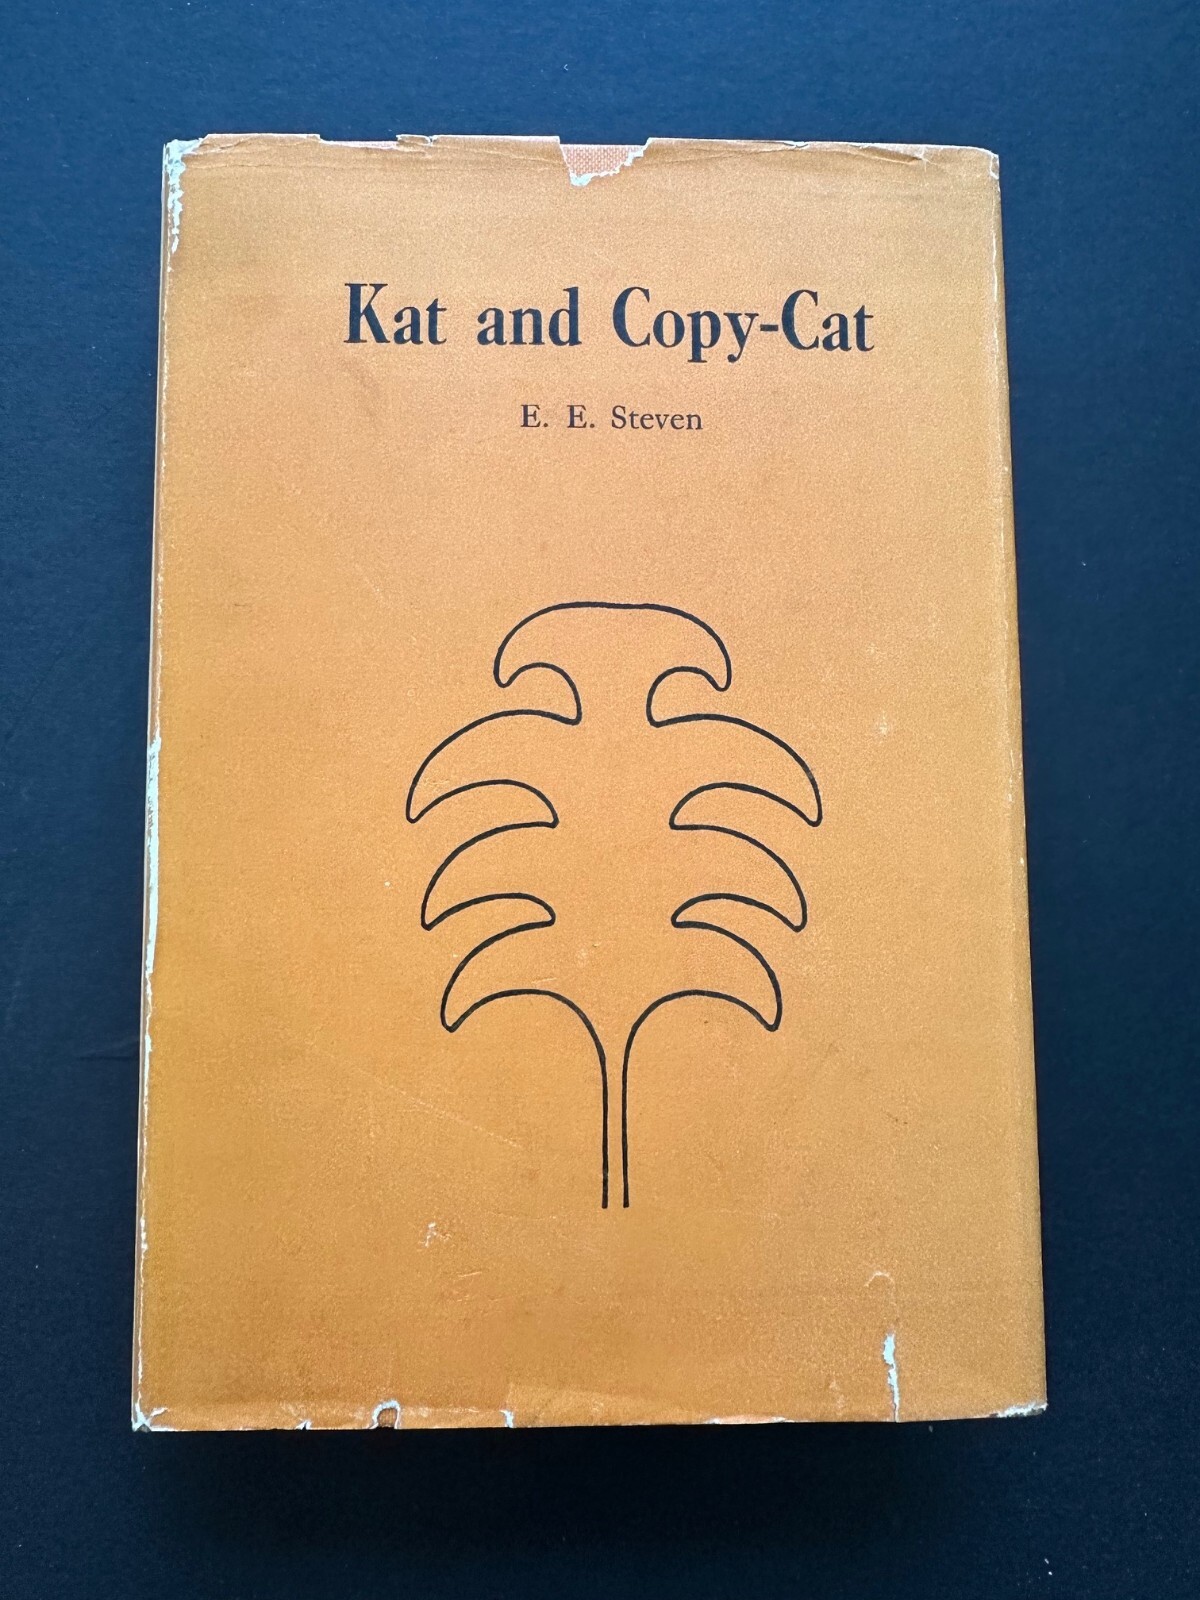 Kat and Copy-Cat
E. E. Steven